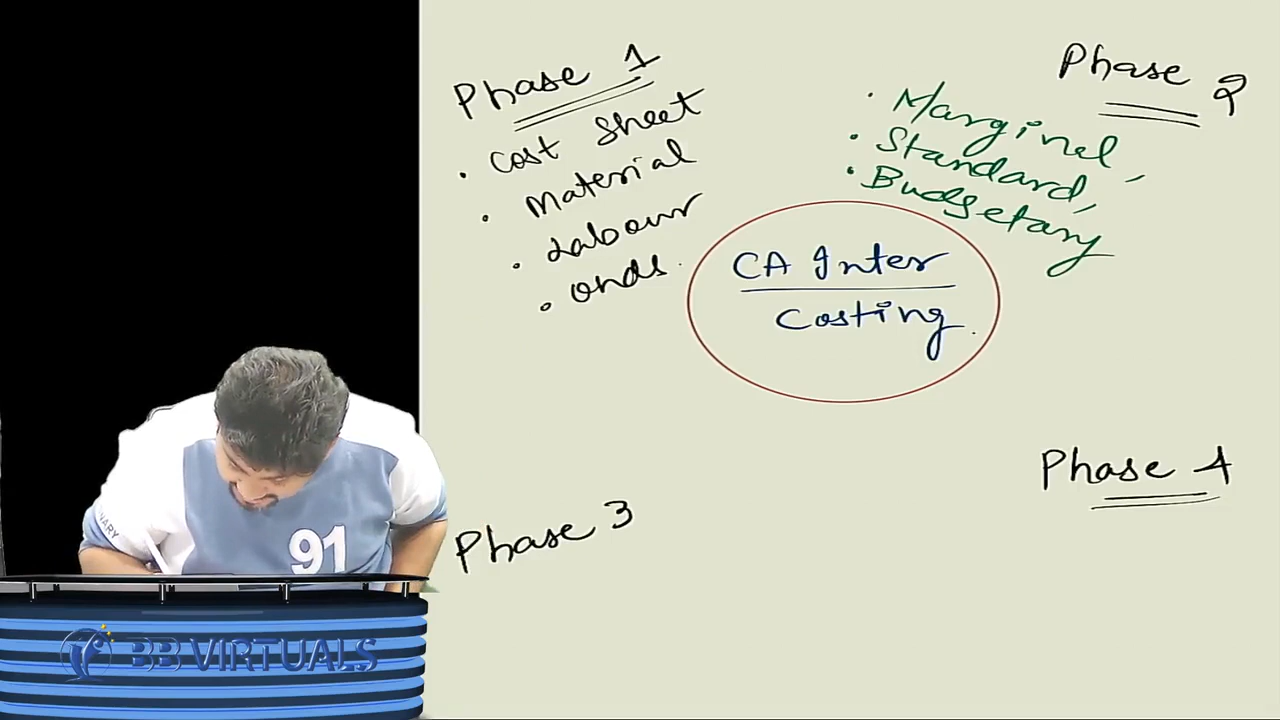 Phase 1
• Cost Sheet
• Material
• Labour
• OHDs.
Phase 2
• Marginal,
• Standard,
• Budgetary
CA Inter
Costing.
Phase 3
Phase 4
91
BB VIRTUALS